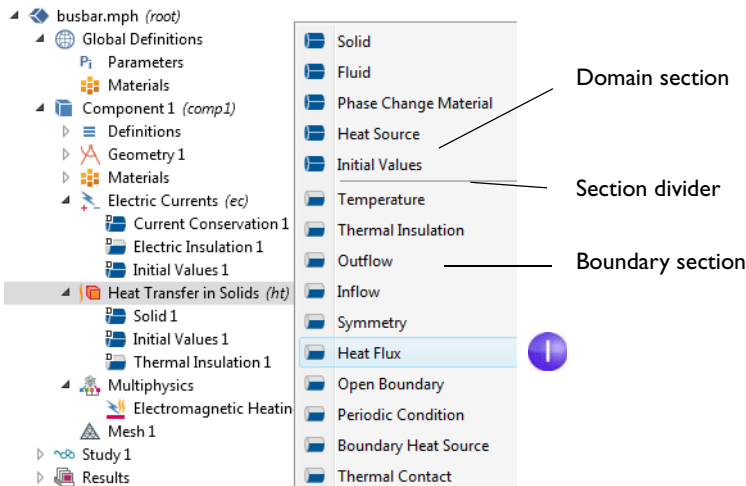 busbar.mph (root)
Global Definitions
Pi Parameters
Materials
Component 1 (comp1)
Definitions
Geometry 1
Materials
Electric Currents (ec)
Current Conservation 1
Electric Insulation 1
Initial Values 1
Heat Transfer in Solids (ht)
Solid 1
Initial Values 1
Thermal Insulation 1
Multiphysics
Electromagnetic Heatin
Mesh 1
Study 1
Results
Solid
Fluid
Phase Change Material
Heat Source
Initial Values
Temperature
Thermal Insulation
Outflow
Inflow
Symmetry
Heat Flux
Open Boundary
Periodic Condition
Boundary Heat Source
Thermal Contact
Domain section
Section divider
Boundary section
1